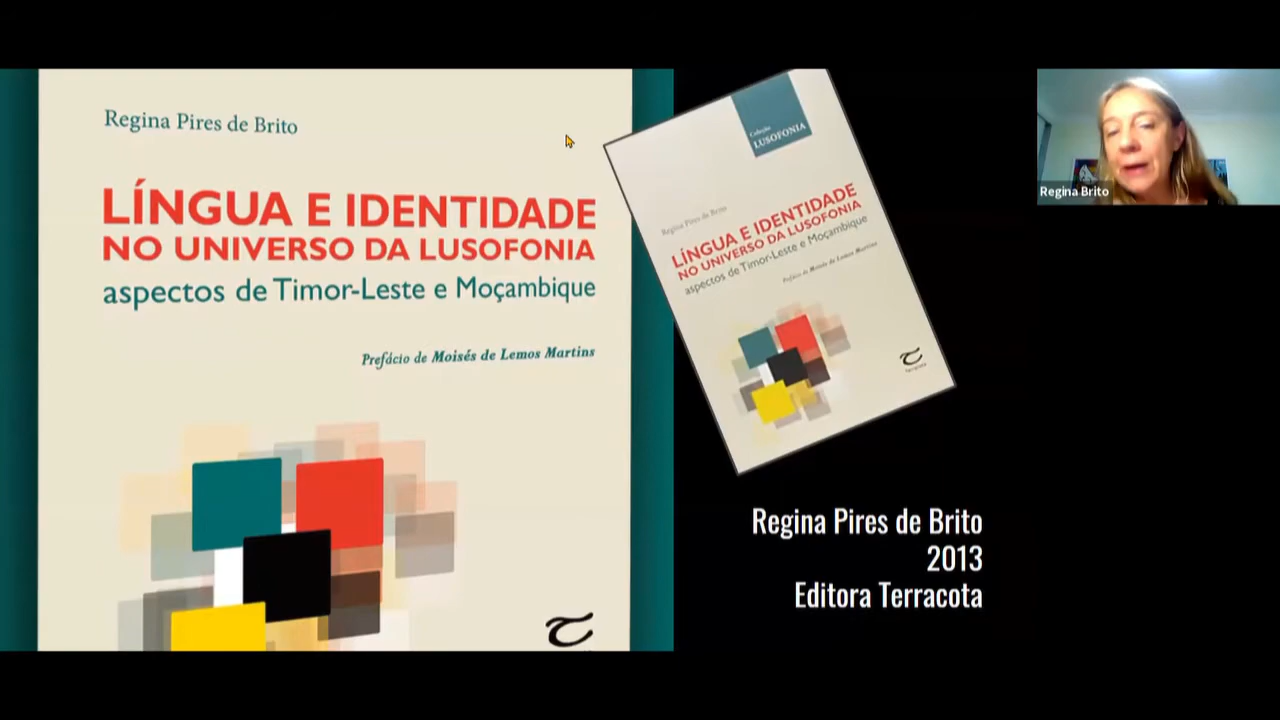 Regina Pires de Brito
LÍNGUA E IDENTIDADE
NO UNIVERSO DA LUSOFONIA
aspectos de Timor-Leste e Moçambique
Prefácio de Moisés de Lemos Martins
Coleção
LUSOFONIA
Regina Pires de Brito
LÍNGUA E IDENTIDADE
NO UNIVERSO DA LUSOFONIA
aspectos de Timor-Leste e Moçambique
Prefácio de Moisés de Lemos Martins
Terracota
Regina Pires de Brito
2013
Editora Terracota
Regina Brito